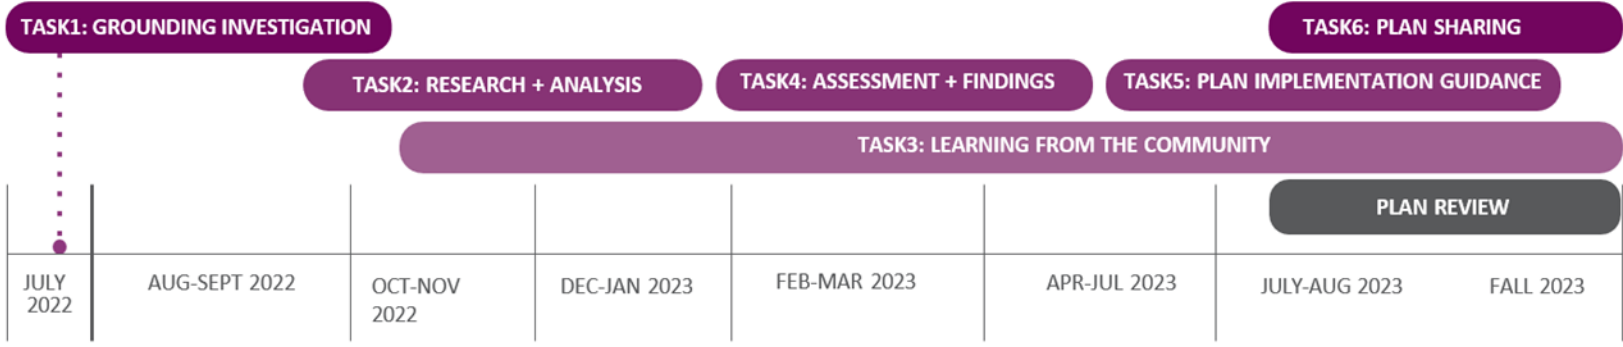 TASK1: GROUNDING INVESTIGATION
TASK6: PLAN SHARING
TASK2: RESEARCH + ANALYSIS
TASK4: ASSESSMENT + FINDINGS
TASK5: PLAN IMPLEMENTATION GUIDANCE
TASK3: LEARNING FROM THE COMMUNITY
PLAN REVIEW
JULY
2022
AUG-SEPT 2022
OCT-NOV
2022
DEC-JAN 2023
FEB-MAR 2023
APR-JUL 2023
JULY-AUG 2023
FALL 2023